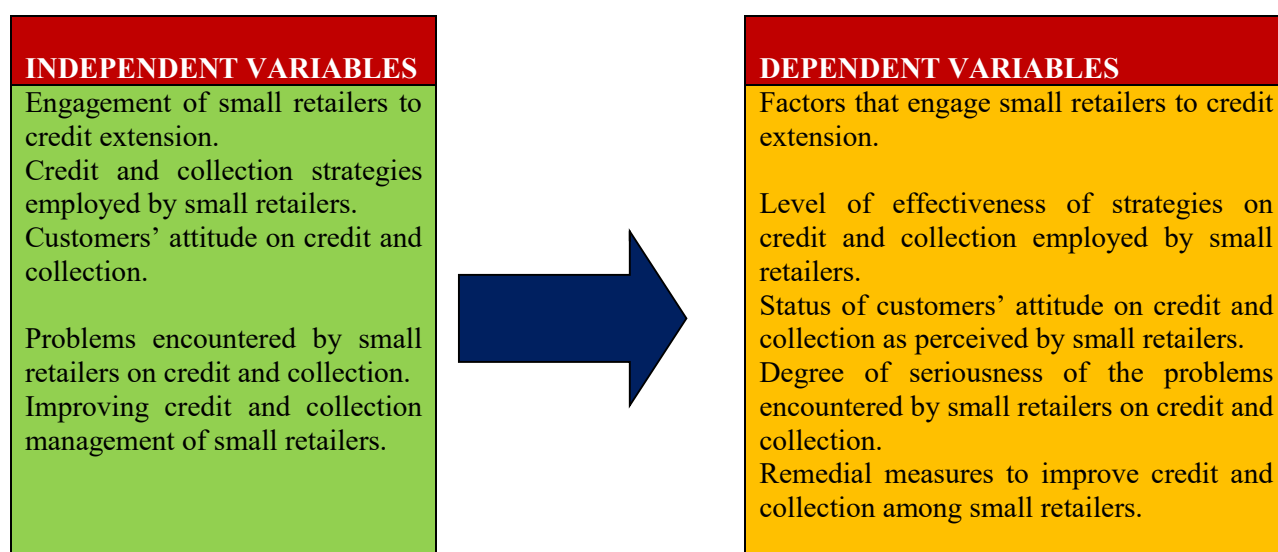 INDEPENDENT VARIABLES
Engagement of small retailers to
credit extension.
Credit and collection strategies
employed by small retailers.
Customers’ attitude on credit and
collection.
Problems encountered by small
retailers on credit and collection.
Improving credit and collection
management of small retailers.
DEPENDENT VARIABLES
Factors that engage small retailers to credit
extension.
Level of effectiveness of strategies on
credit and collection employed by small
retailers.
Status of customers’ attitude on credit and
collection as perceived by small retailers.
Degree of seriousness of the problems
encountered by small retailers on credit and
collection.
Remedial measures to improve credit and
collection among small retailers.